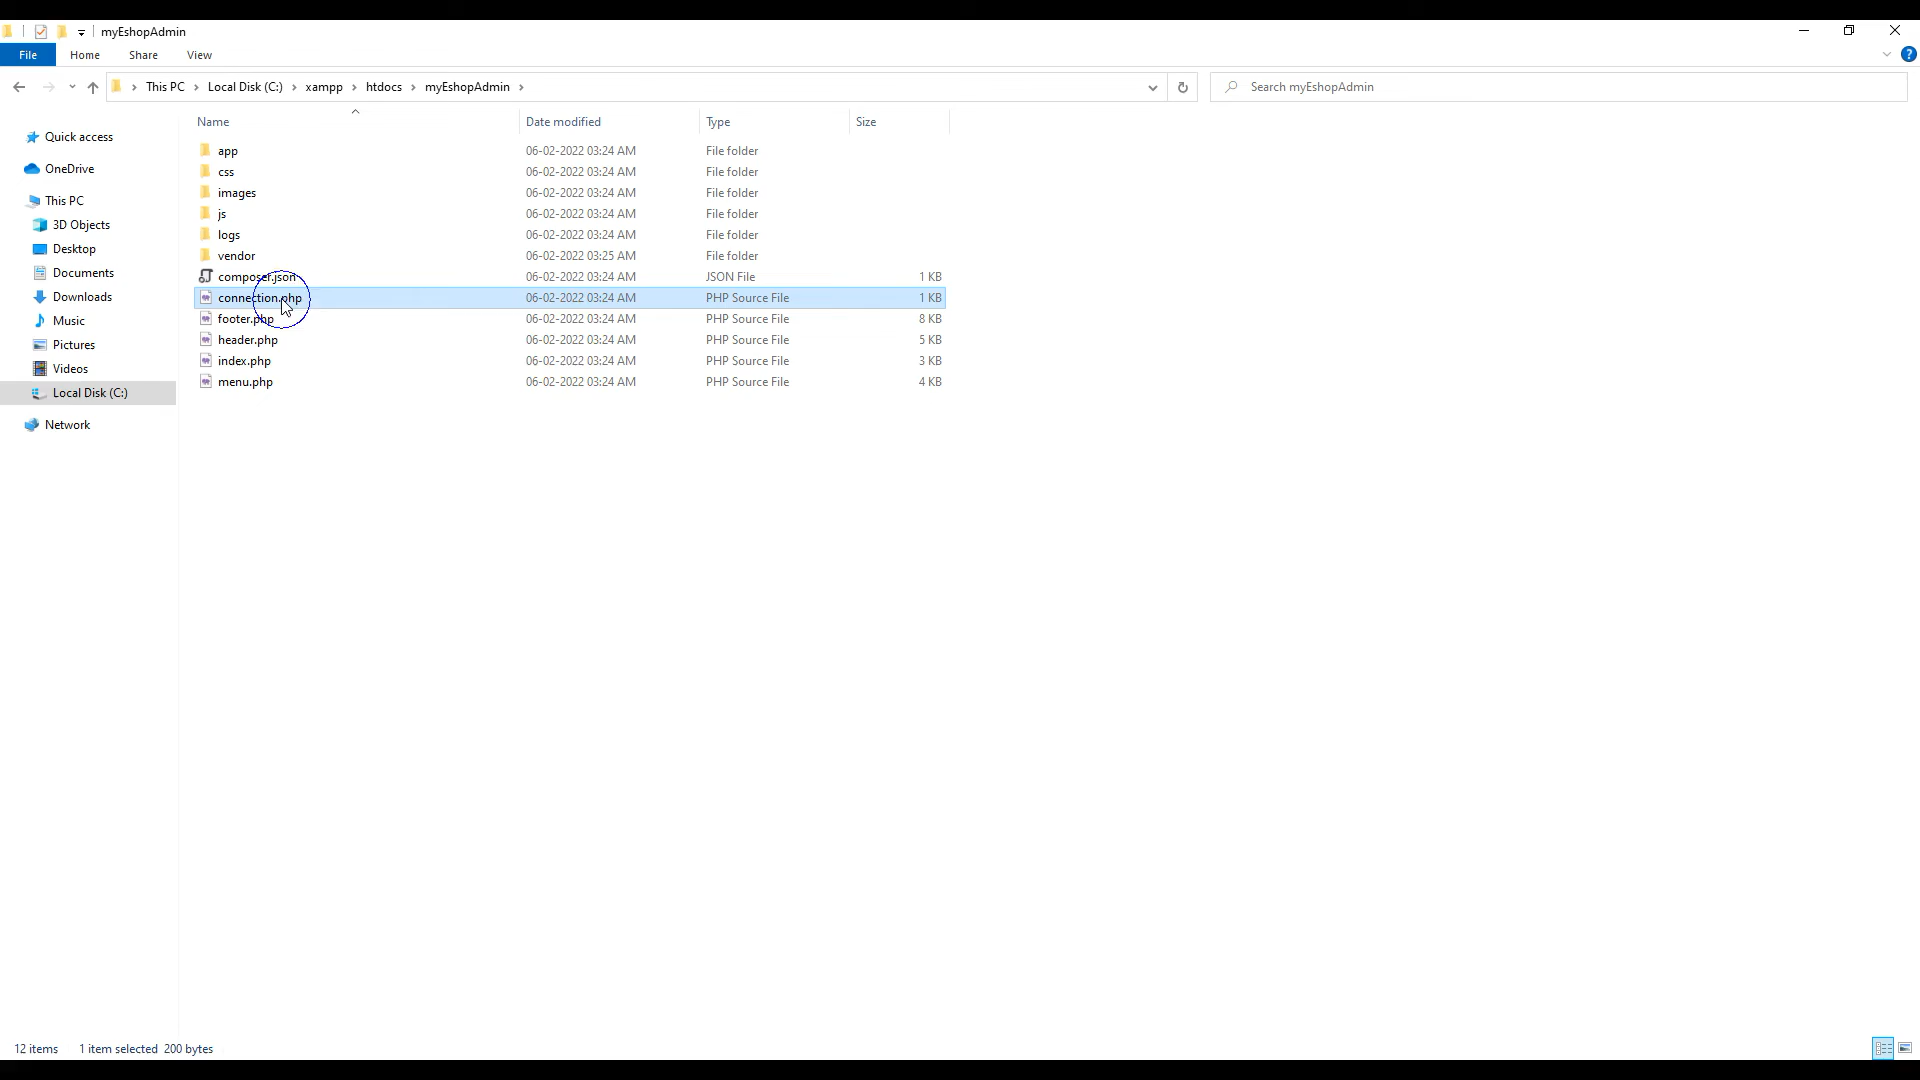 myEshopAdmin
File Home Share View
This PC Local Disk (C:) xampp htdocs myEshopAdmin Search myEshopAdmin
Name Date modified Type Size
Quick access
OneDrive
This PC
3D Objects
Desktop
Documents
Downloads
Music
Pictures
Videos
Local Disk (C:)
Network
app 06-02-2022 03:24 AM File folder
css 06-02-2022 03:24 AM File folder
images 06-02-2022 03:24 AM File folder
js 06-02-2022 03:24 AM File folder
logs 06-02-2022 03:24 AM File folder
vendor 06-02-2022 03:25 AM File folder
composer.json 06-02-2022 03:24 AM JSON File 1 KB
connection.php 06-02-2022 03:24 AM PHP Source File 1 KB
footer.php 06-02-2022 03:24 AM PHP Source File 8 KB
header.php 06-02-2022 03:24 AM PHP Source File 5 KB
index.php 06-02-2022 03:24 AM PHP Source File 3 KB
menu.php 06-02-2022 03:24 AM PHP Source File 4 KB
12 items 1 item selected 200 bytes